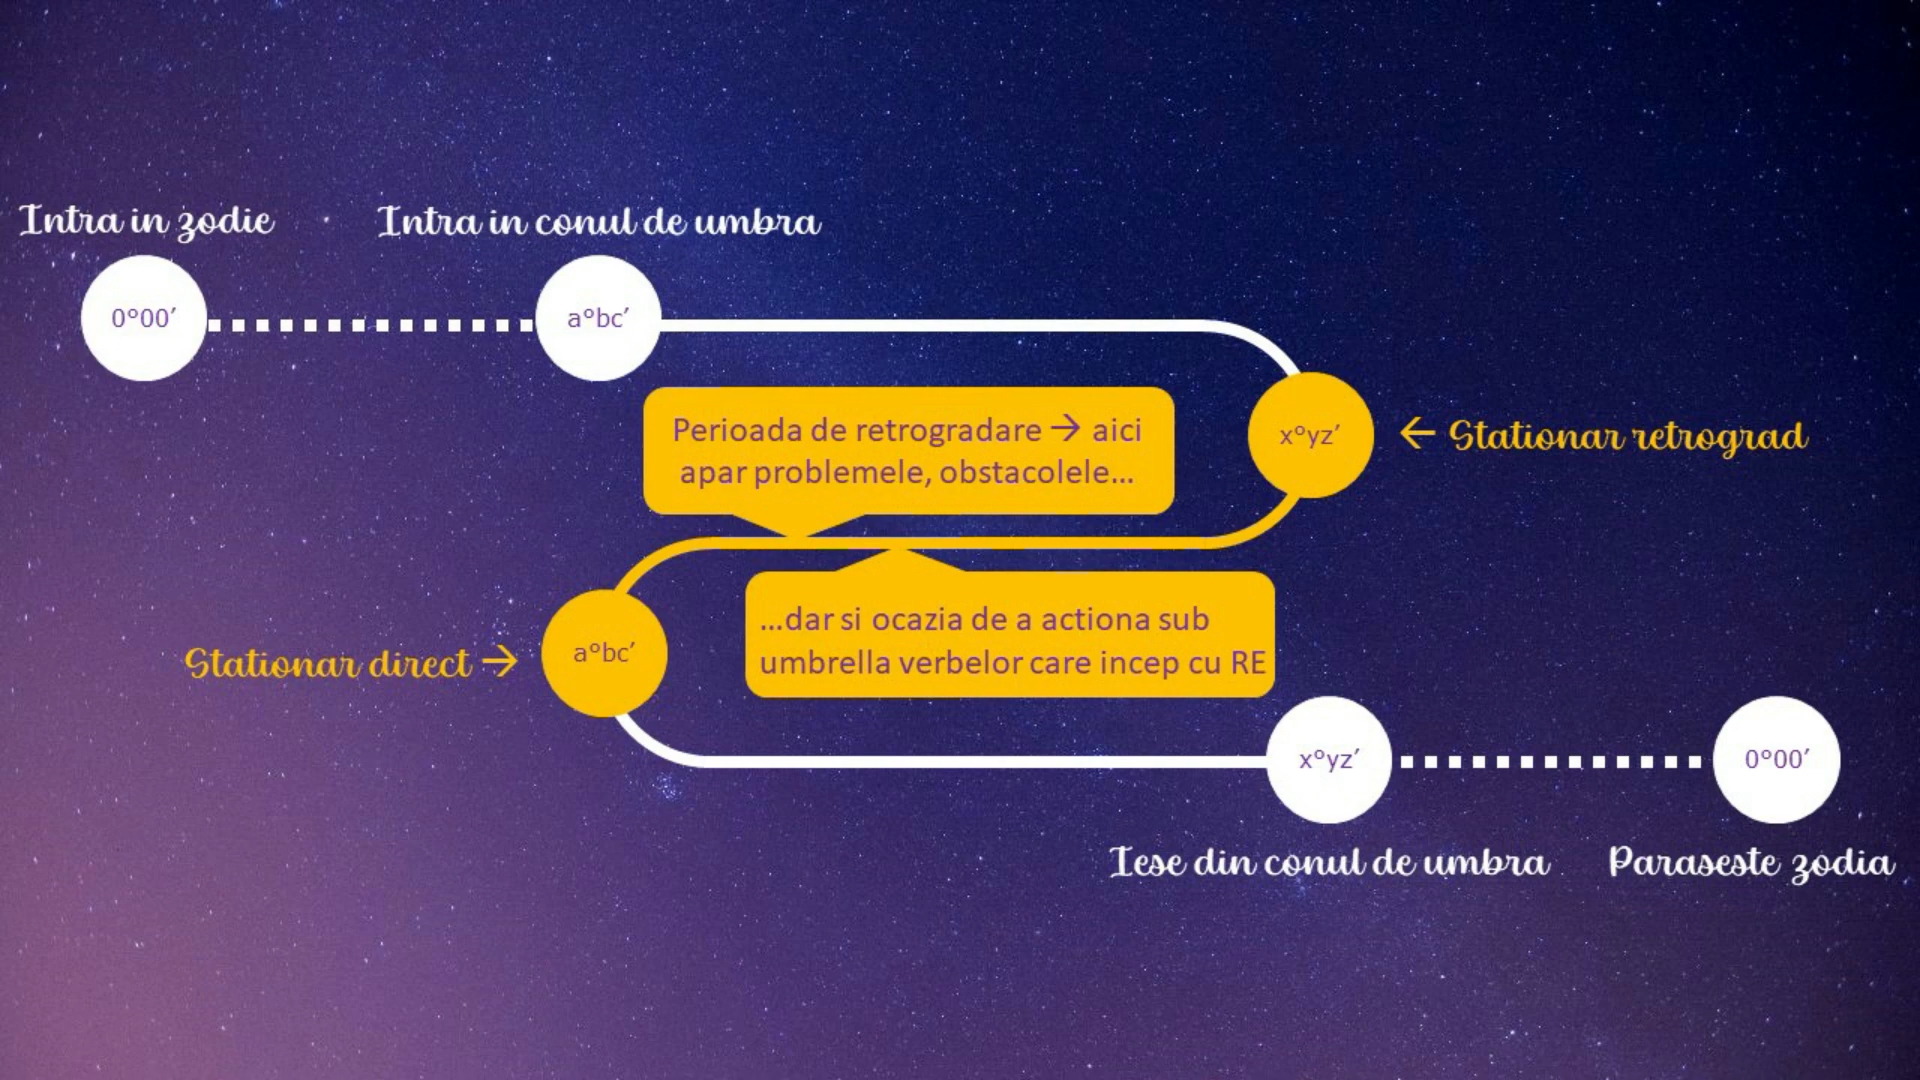 Intra in zodie
Intra in conul de umbra
0°00′
a°bc′
Perioada de retrogradare → aici
apar problemele, obstacolele...
x°yz′
← Stationar retrograd
Stationar direct →
a°bc′
...dar si ocazia de a actiona sub
umbrella verbelor care incep cu RE
x°yz′
0°00′
Iese din conul de umbra
Paraseste zodia